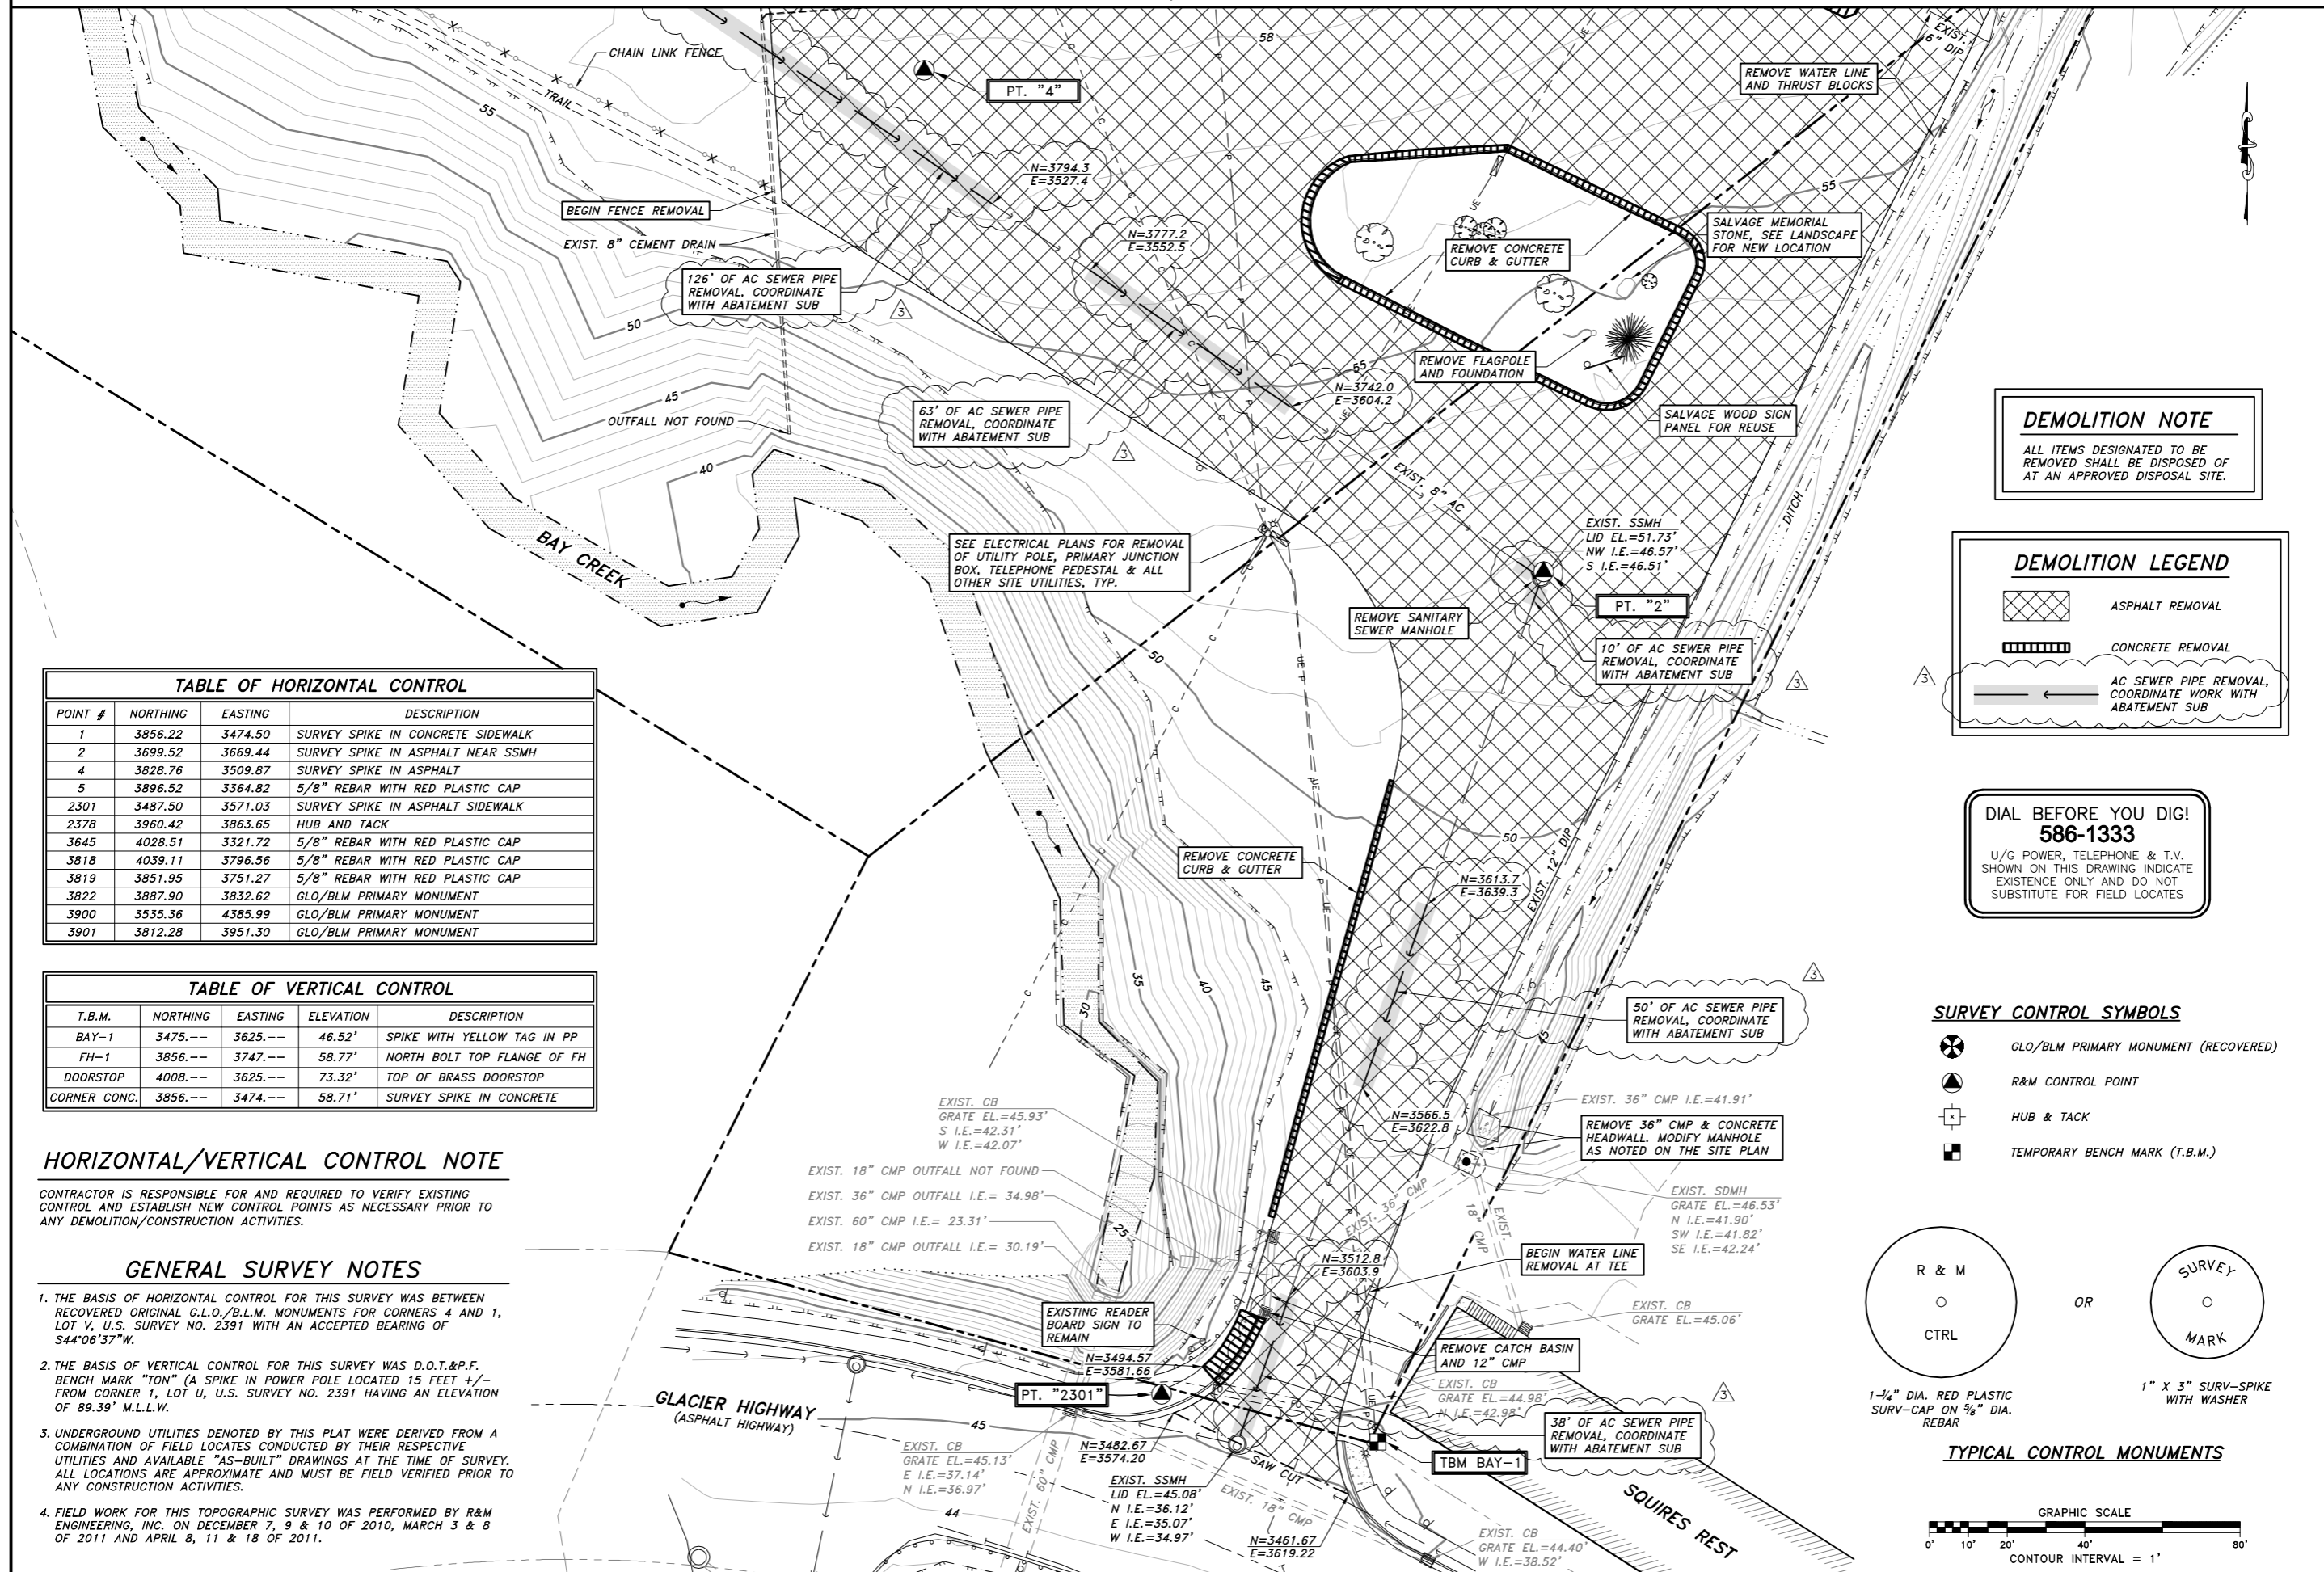 58
EXIST.
6" DIP
CHAIN LINK FENCE
TRAIL
55
PT. "4"
REMOVE WATER LINE
AND THRUST BLOCKS
N=3794.3
E=3527.4
55
BEGIN FENCE REMOVAL
EXIST. 8" CEMENT DRAIN
N=3777.2
E=3552.5
REMOVE CONCRETE
CURB & GUTTER
SALVAGE MEMORIAL
STONE, SEE LANDSCAPE
FOR NEW LOCATION
126' OF AC SEWER PIPE
REMOVAL, COORDINATE
WITH ABATEMENT SUB
3
50
REMOVE FLAGPOLE
AND FOUNDATION
55
N=3742.0
E=3604.2
45
OUTFALL NOT FOUND
63' OF AC SEWER PIPE
REMOVAL, COORDINATE
WITH ABATEMENT SUB
3
SALVAGE WOOD SIGN
PANEL FOR REUSE
40
EXIST. 8" AC
DITCH
DEMOLITION NOTE
ALL ITEMS DESIGNATED TO BE
REMOVED SHALL BE DISPOSED OF
AT AN APPROVED DISPOSAL SITE.
BAY CREEK
SEE ELECTRICAL PLANS FOR REMOVAL
OF UTILITY POLE, PRIMARY JUNCTION
BOX, TELEPHONE PEDESTAL & ALL
OTHER SITE UTILITIES, TYP.
EXIST. SSMH
LID EL.=51.73'
NW I.E.=46.57'
S I.E.=46.51'
PT. "2"
REMOVE SANITARY
SEWER MANHOLE
10' OF AC SEWER PIPE
REMOVAL, COORDINATE
WITH ABATEMENT SUB
3
50
DEMOLITION LEGEND
ASPHALT REMOVAL
CONCRETE REMOVAL
3
AC SEWER PIPE REMOVAL,
COORDINATE WORK WITH
ABATEMENT SUB
TABLE OF HORIZONTAL CONTROL
POINT # NORTHING EASTING DESCRIPTION
1 3856.22 3474.50 SURVEY SPIKE IN CONCRETE SIDEWALK
2 3699.52 3669.44 SURVEY SPIKE IN ASPHALT NEAR SSMH
4 3828.76 3509.87 SURVEY SPIKE IN ASPHALT
5 3896.52 3364.82 5/8" REBAR WITH RED PLASTIC CAP
2301 3487.50 3571.03 SURVEY SPIKE IN ASPHALT SIDEWALK
2378 3960.42 3863.65 HUB AND TACK
3645 4028.51 3321.72 5/8" REBAR WITH RED PLASTIC CAP
3818 4039.11 3796.56 5/8" REBAR WITH RED PLASTIC CAP
3819 3851.95 3751.27 5/8" REBAR WITH RED PLASTIC CAP
3822 3887.90 3832.62 GLO/BLM PRIMARY MONUMENT
3900 3535.36 4385.99 GLO/BLM PRIMARY MONUMENT
3901 3812.28 3951.30 GLO/BLM PRIMARY MONUMENT
REMOVE CONCRETE
CURB & GUTTER
50
EXIST. 12" DIP
N=3613.7
E=3639.3
DIAL BEFORE YOU DIG!
586-1333
U/G POWER, TELEPHONE & T.V.
SHOWN ON THIS DRAWING INDICATE
EXISTENCE ONLY AND DO NOT
SUBSTITUTE FOR FIELD LOCATES
TABLE OF VERTICAL CONTROL
T.B.M. NORTHING EASTING ELEVATION DESCRIPTION
BAY-1 3475.-- 3625.-- 46.52' SPIKE WITH YELLOW TAG IN PP
FH-1 3856.-- 3747.-- 58.77' NORTH BOLT TOP FLANGE OF FH
DOORSTOP 4008.-- 3625.-- 73.32' TOP OF BRASS DOORSTOP
CORNER CONC. 3856.-- 3474.-- 58.71' SURVEY SPIKE IN CONCRETE
30
35
40
45
3
50' OF AC SEWER PIPE
REMOVAL, COORDINATE
WITH ABATEMENT SUB
45
SURVEY CONTROL SYMBOLS
GLO/BLM PRIMARY MONUMENT (RECOVERED)
R&M CONTROL POINT
HUB & TACK
TEMPORARY BENCH MARK (T.B.M.)
EXIST. CB
GRATE EL.=45.93'
S I.E.=42.31'
W I.E.=42.07'
N=3566.5
E=3622.8
EXIST. 36" CMP I.E.=41.91'
REMOVE 36" CMP & CONCRETE
HEADWALL. MODIFY MANHOLE
AS NOTED ON THE SITE PLAN
HORIZONTAL/VERTICAL CONTROL NOTE
CONTRACTOR IS RESPONSIBLE FOR AND REQUIRED TO VERIFY EXISTING
CONTROL AND ESTABLISH NEW CONTROL POINTS AS NECESSARY PRIOR TO
ANY DEMOLITION/CONSTRUCTION ACTIVITIES.
EXIST. 18" CMP OUTFALL NOT FOUND
EXIST. 36" CMP OUTFALL I.E.= 34.98'
EXIST. 60" CMP I.E.= 23.31'
EXIST. 18" CMP OUTFALL I.E.= 30.19'
25
EXIST. 36" CMP
EXIST.
18" CMP
EXIST. SDMH
GRATE EL.=46.53'
N I.E.=41.90'
SW I.E.=41.82'
SE I.E.=42.24'
N=3512.8
E=3603.9
BEGIN WATER LINE
REMOVAL AT TEE
GENERAL SURVEY NOTES
1. THE BASIS OF HORIZONTAL CONTROL FOR THIS SURVEY WAS BETWEEN
RECOVERED ORIGINAL G.L.O./B.L.M. MONUMENTS FOR CORNERS 4 AND 1,
LOT V, U.S. SURVEY NO. 2391 WITH AN ACCEPTED BEARING OF
S44°06'37"W.
2. THE BASIS OF VERTICAL CONTROL FOR THIS SURVEY WAS D.O.T.&P.F.
BENCH MARK "TON" (A SPIKE IN POWER POLE LOCATED 15 FEET +/-
FROM CORNER 1, LOT U, U.S. SURVEY NO. 2391 HAVING AN ELEVATION
OF 89.39' M.L.L.W.
3. UNDERGROUND UTILITIES DENOTED BY THIS PLAT WERE DERIVED FROM A
COMBINATION OF FIELD LOCATES CONDUCTED BY THEIR RESPECTIVE
UTILITIES AND AVAILABLE "AS-BUILT" DRAWINGS AT THE TIME OF SURVEY.
ALL LOCATIONS ARE APPROXIMATE AND MUST BE FIELD VERIFIED PRIOR TO
ANY CONSTRUCTION ACTIVITIES.
4. FIELD WORK FOR THIS TOPOGRAPHIC SURVEY WAS PERFORMED BY R&M
ENGINEERING, INC. ON DECEMBER 7, 9 & 10 OF 2010, MARCH 3 & 8
OF 2011 AND APRIL 8, 11 & 18 OF 2011.
EXISTING READER
BOARD SIGN TO
REMAIN
EXIST. CB
GRATE EL.=45.06'
REMOVE CATCH BASIN
AND 12" CMP
N=3494.57
E=3581.66
PT. "2301"
EXIST. CB
GRATE EL.=44.98'
N I.E.=42.98'
3
GLACIER HIGHWAY
(ASPHALT HIGHWAY)
45
38' OF AC SEWER PIPE
REMOVAL, COORDINATE
WITH ABATEMENT SUB
TBM BAY-1
EXIST. CB
GRATE EL.=45.13'
E I.E.=37.14'
N I.E.=36.97'
EXIST. 60" CMP
N=3482.67
E=3574.20
EXIST. SSMH
LID EL.=45.08'
N I.E.=36.12'
E I.E.=35.07'
W I.E.=34.97'
SAW CUT
EXIST. 18" CMP
44
N=3461.67
E=3619.22
SQUIRES REST
EXIST. CB
GRATE EL.=44.40'
W I.E.=38.52'
R & M
CTRL
OR
SURVEY
MARK
1-1/4" DIA. RED PLASTIC
SURV-CAP ON 5/8" DIA.
REBAR
1" X 3" SURV-SPIKE
WITH WASHER
TYPICAL CONTROL MONUMENTS
GRAPHIC SCALE
0' 10' 20' 40' 80'
CONTOUR INTERVAL = 1'